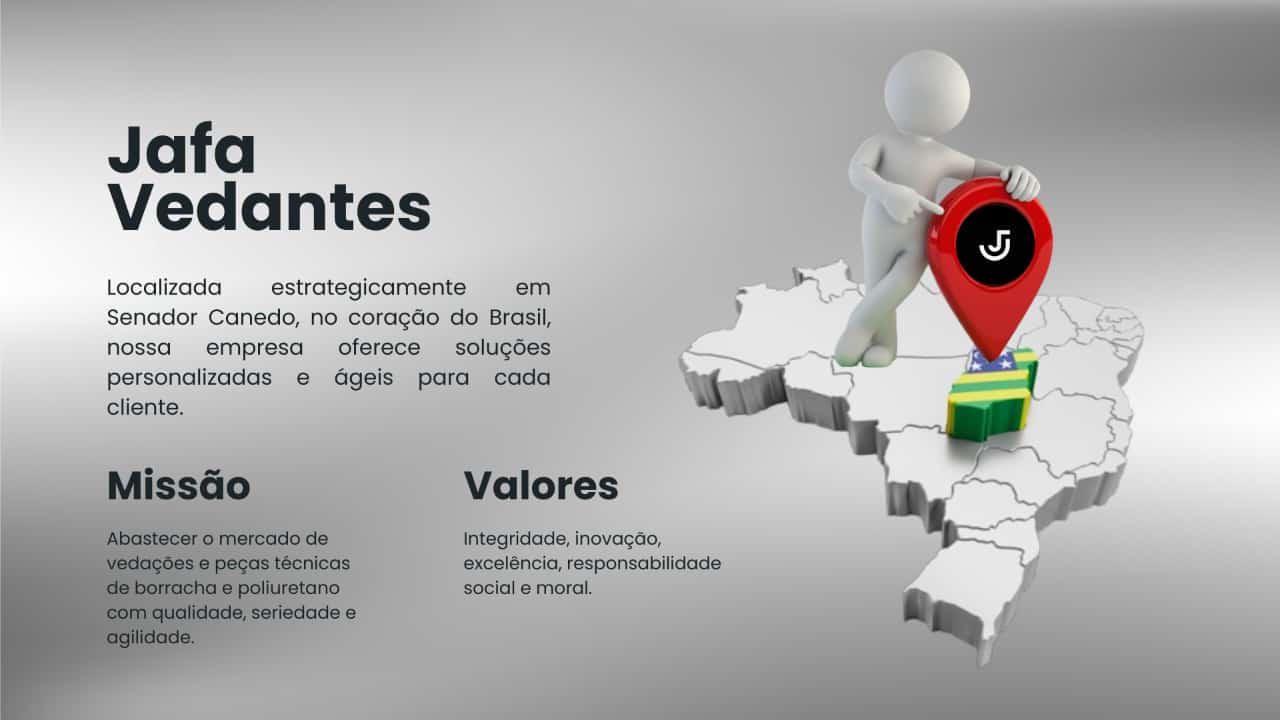 Jafa
Vedantes
Localizada estrategicamente em
Senador Canedo, no coração do Brasil,
nossa empresa oferece soluções
personalizadas e ágeis para cada
cliente.
Missão
Abastecer o mercado de
vedações e peças técnicas
de borracha e poliuretano
com qualidade, seriedade e
agilidade.
Valores
Integridade, inovação,
excelência, responsabilidade
social e moral.